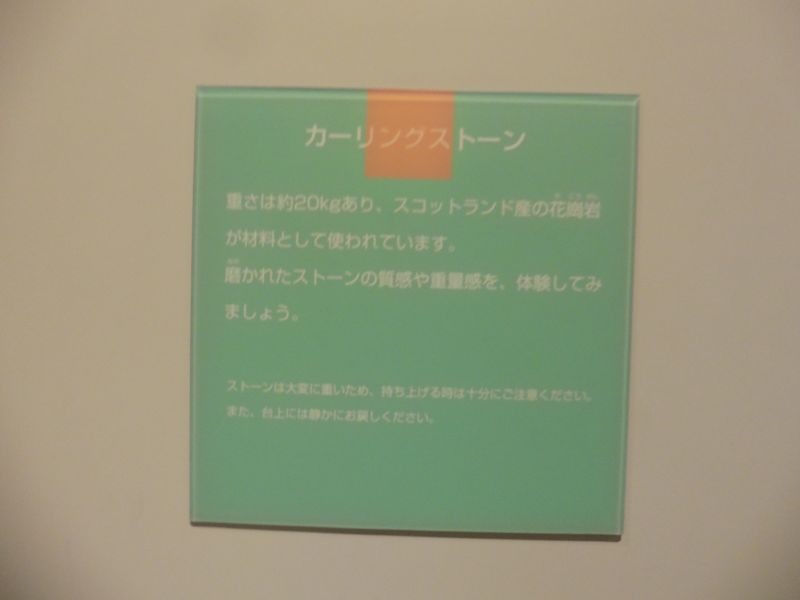 カーリングストーン
重さは約20kgあり、スコットランド産の花崗岩
が材料として使われています。
磨かれたストーンの質感や重量感を、体験してみ
ましょう。
ストーンは大変に重いため、持ち上げる時は十分にご注意ください。
また、台上には静かにお戻しください。